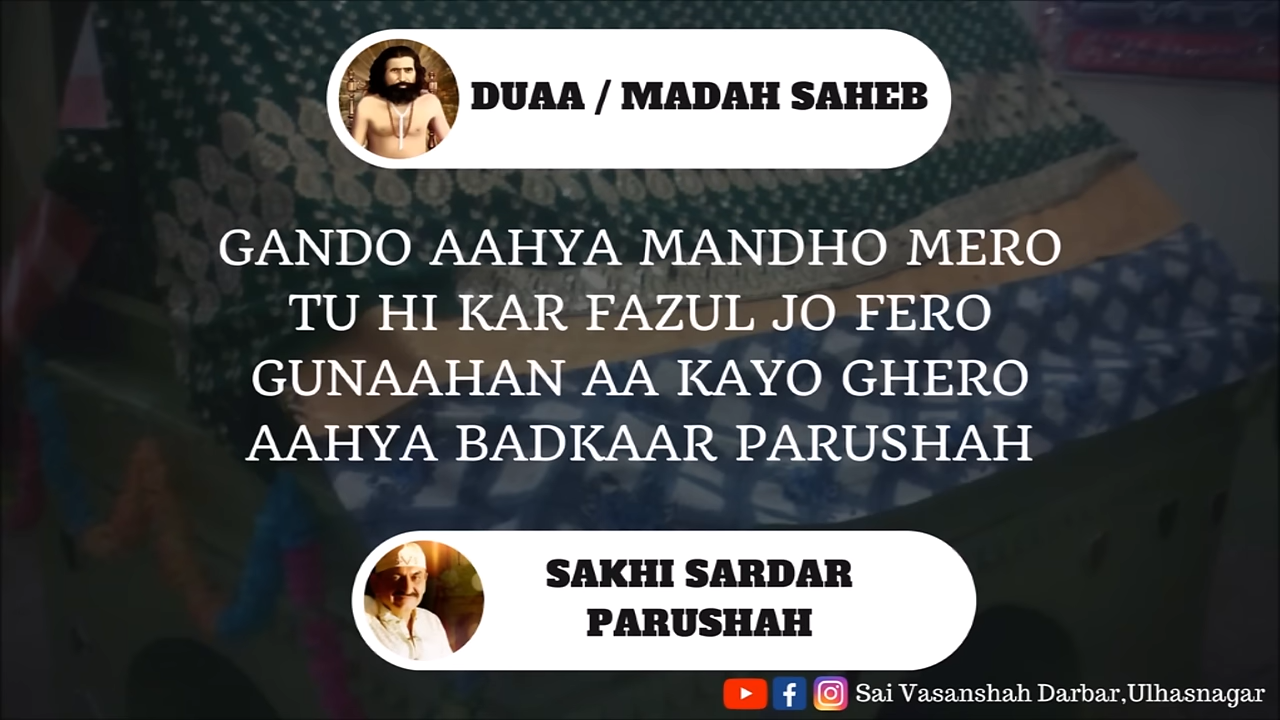 DUAA / MADAH SAHEB
GANDO AAHYA MANDHO MERO
TU HI KAR FAZUL JO FERO
GUNAAHAN AA KAYO GHERO
AAHYA BADKAAR PARUSHAH
SAKHI SARDAR
PARUSHAH
Sai Vasanshah Darbar,Ulhasnagar